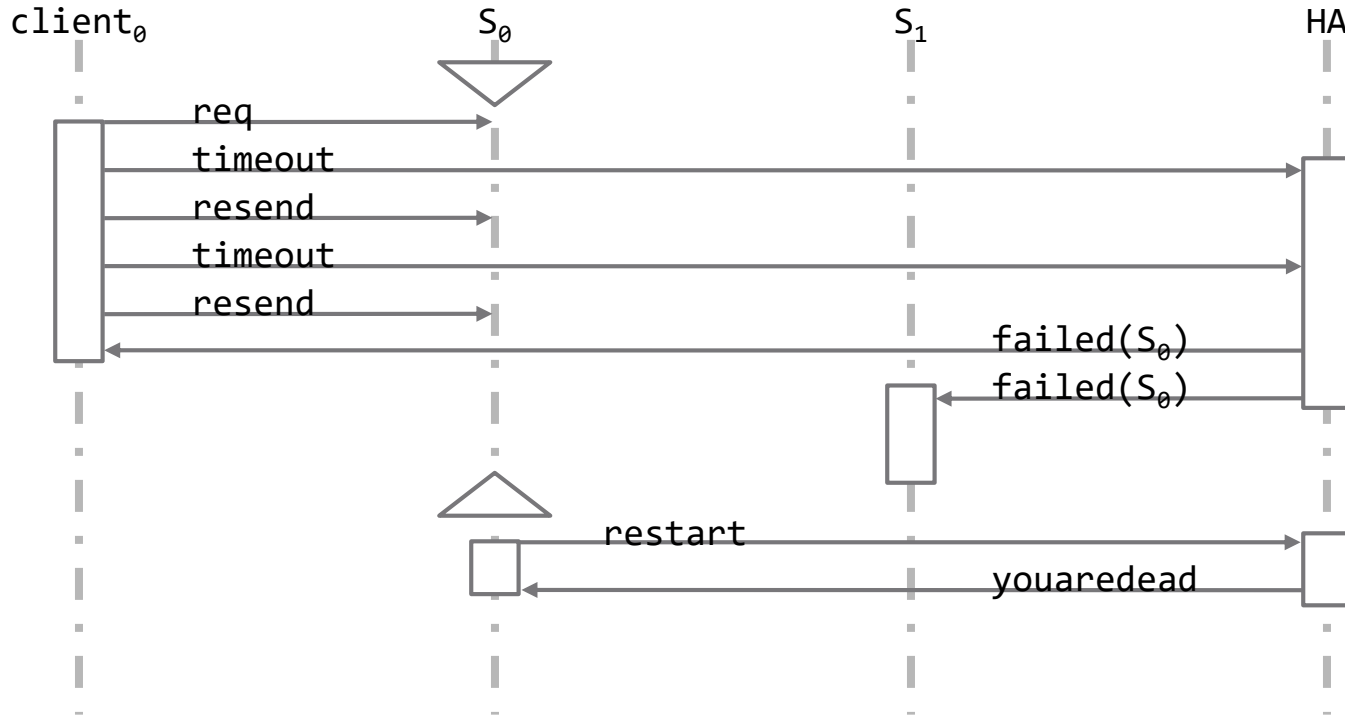 client₀ S₀ S₁ HA
req
timeout
resend
timeout
resend
failed(S₀)
failed(S₀)
restart
youaredead